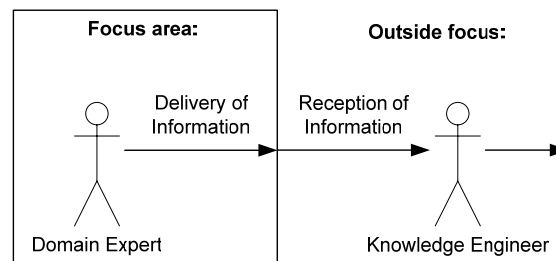 Focus area:
Outside focus:
Delivery of
Information
Reception of
Information
Domain Expert
Knowledge Engineer